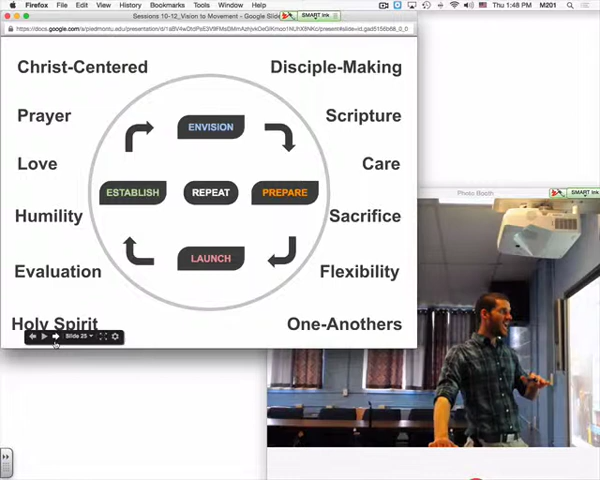 Firefox File Edit View History Bookmarks Tools Window Help
Thu 1:48 PM M201
Sessions 10-12_Vision to Movement - Google Slide
SMART Ink
Christ-Centered
Disciple-Making
Prayer
ENVISION
Scripture
Love
Care
ESTABLISH REPEAT PREPARE
Humility
Sacrifice
LAUNCH
Evaluation
Flexibility
Holy Spirit
One-Anothers
Slide 25
Photo Booth
SMART Ink